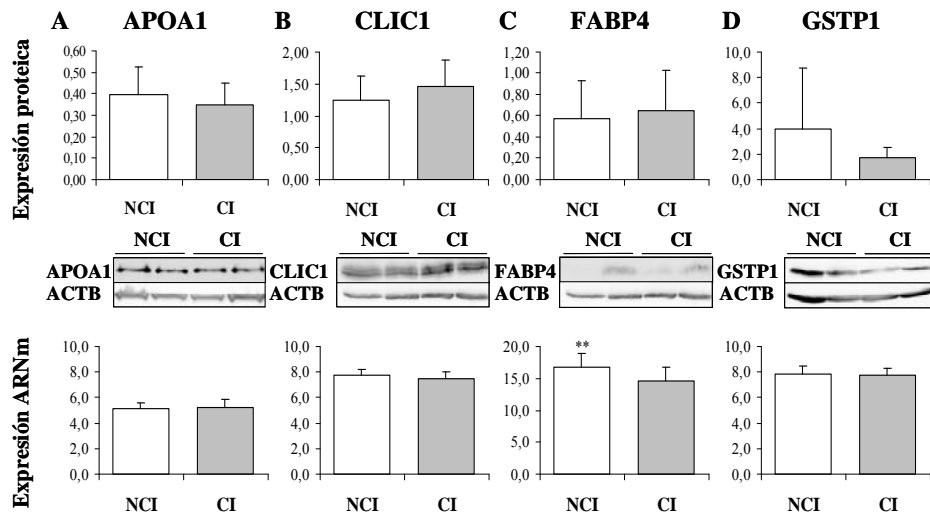 A APOA1 B CLIC1 C FABP4 D GSTP1
Expresión proteica
0,60
0,50
0,40
0,30
0,20
0,10
0,00
NCI CI
2,00
1,50
1,00
0,50
0,00
NCI CI
1,20
1,00
0,80
0,60
0,40
0,20
0,00
NCI CI
10,0
8,0
6,0
4,0
2,0
0,0
NCI CI
NCI CI
APOA1
ACTB
NCI CI
CLIC1
ACTB
NCI CI
FABP4
ACTB
NCI CI
GSTP1
ACTB
Expresión ARNm
10,0
8,0
6,0
4,0
2,0
0,0
NCI CI
10,0
8,0
6,0
4,0
2,0
0,0
NCI CI
20,0
15,0
10,0
5,0
0,0
**
NCI CI
10,0
8,0
6,0
4,0
2,0
0,0
NCI CI